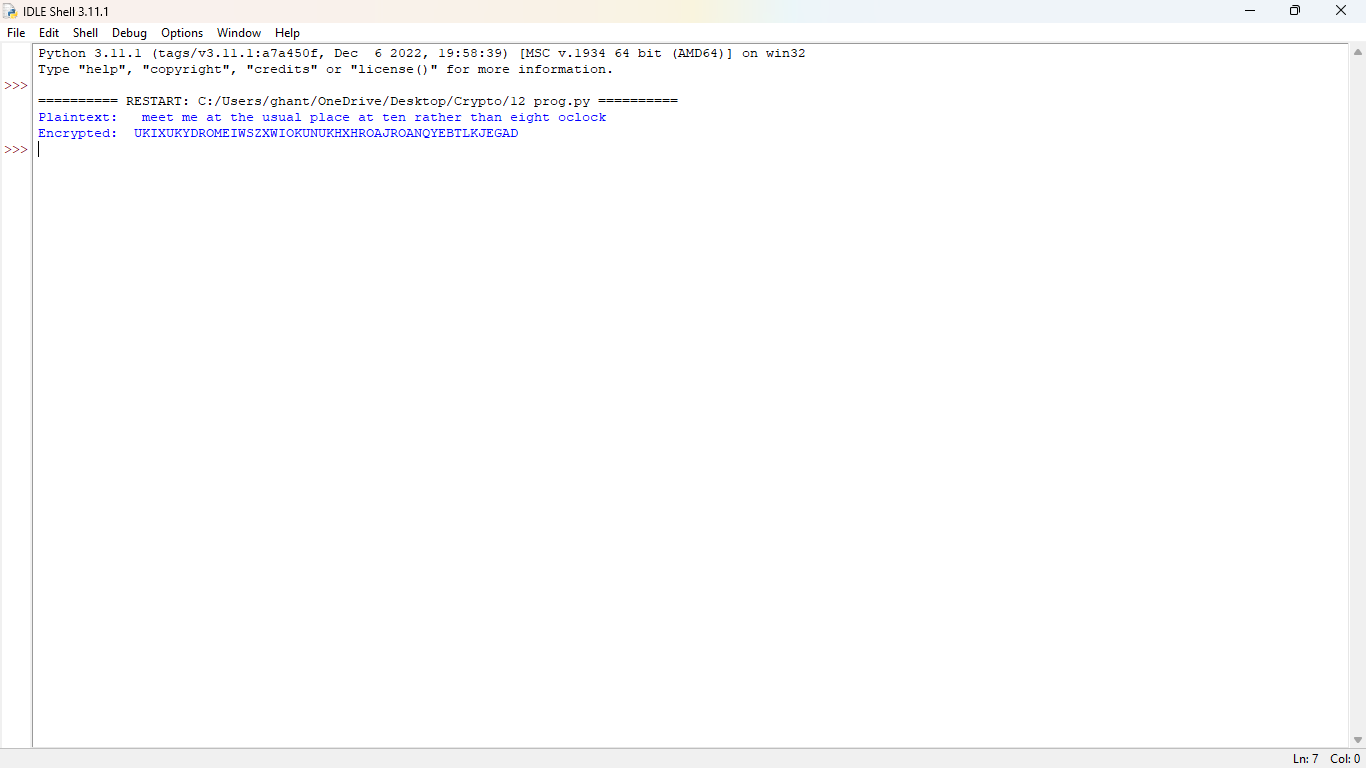 IDLE Shell 3.11.1
File Edit Shell Debug Options Window Help
Python 3.11.1 (tags/v3.11.1:a7a450f, Dec  6 2022, 19:58:39) [MSC v.1934 64 bit (AMD64)] on win32
Type "help", "copyright", "credits" or "license()" for more information.
>>>
========== RESTART: C:/Users/ghant/OneDrive/Desktop/Crypto/12 prog.py ==========
Plaintext:   meet me at the usual place at ten rather than eight oclock
Encrypted:  UKIXUKYDROMEIWSZXWIOKUNUKHXHROAJROANQYEBTLKJEGAD
>>>
Ln: 7 Col: 0